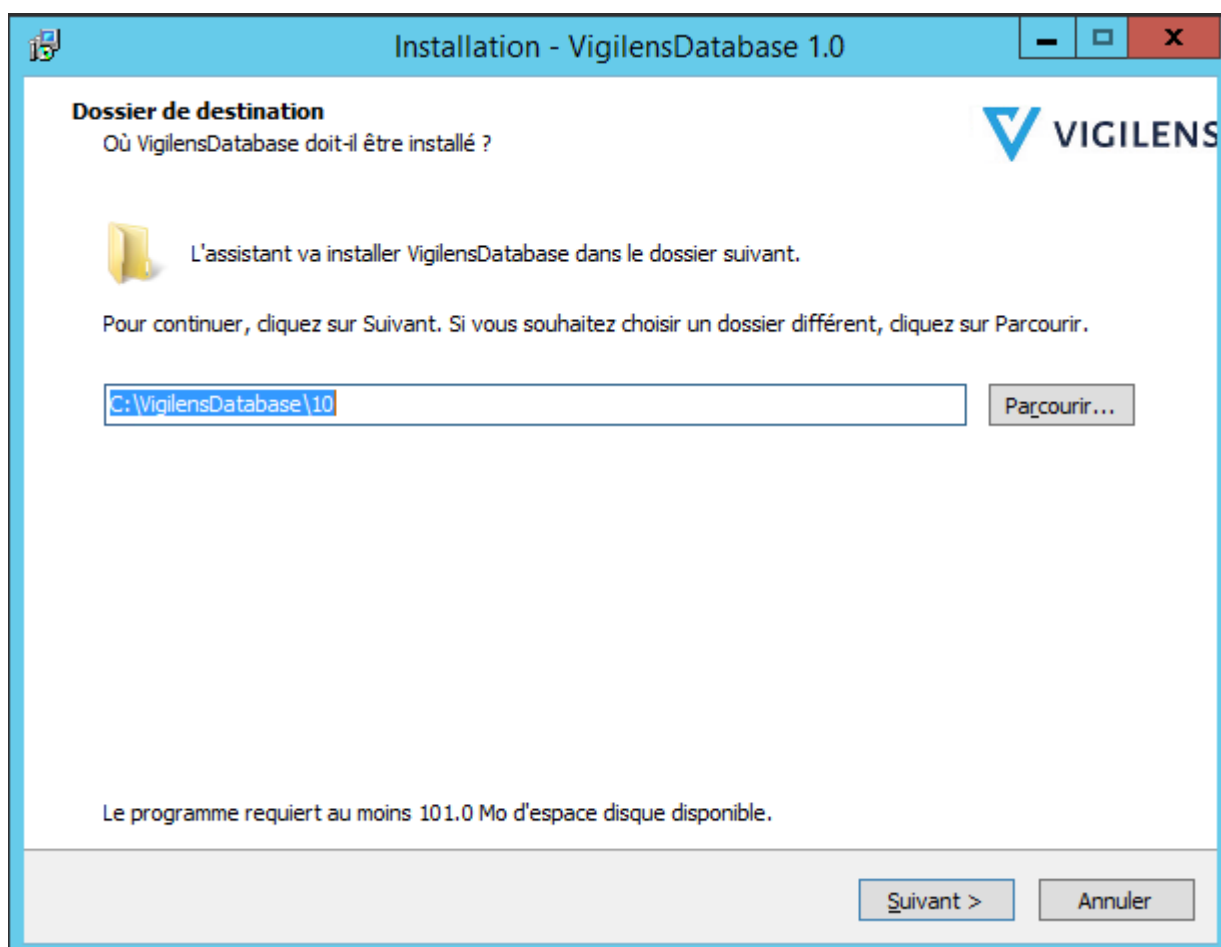 Installation - VigilensDatabase 1.0
Dossier de destination
Où VigilensDatabase doit-il être installé ?
VIGILENS
L'assistant va installer VigilensDatabase dans le dossier suivant.
Pour continuer, cliquez sur Suivant. Si vous souhaitez choisir un dossier différent, cliquez sur Parcourir.
C:\VigilensDatabase\10
Parcourir...
Le programme requiert au moins 101.0 Mo d'espace disque disponible.
Suivant >
Annuler